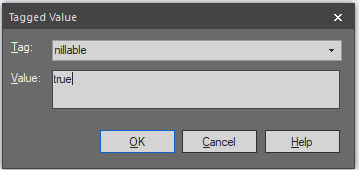 Tagged Value
Tag: nillable
Value: true
OK Cancel Help